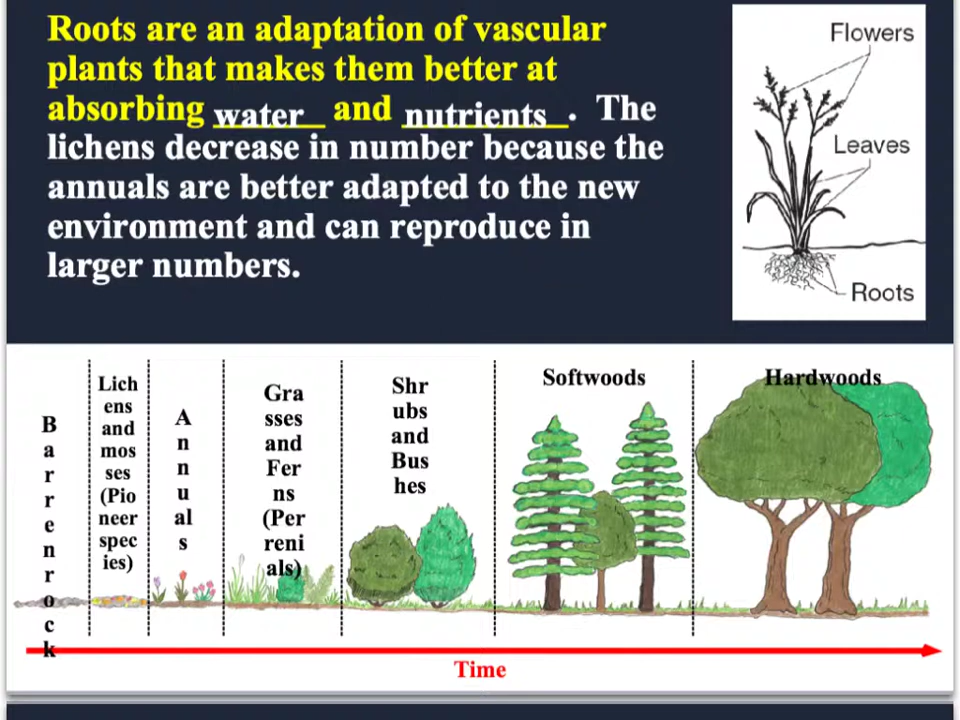 Roots are an adaptation of vascular
plants that makes them better at
absorbing water and nutrients. The
lichens decrease in number because the
annuals are better adapted to the new
environment and can reproduce in
larger numbers.
Flowers
Leaves
Roots
B
a
r
r
e
n
r
o
c
k
Lich
ens
and
mos
ses
(Pio
neer
spec
ies)
A
n
n
u
al
s
Gra
sses
and
Fer
ns
(Per
reni
als)
Shr
ubs
and
Bus
hes
Softwoods
Hardwoods
Time